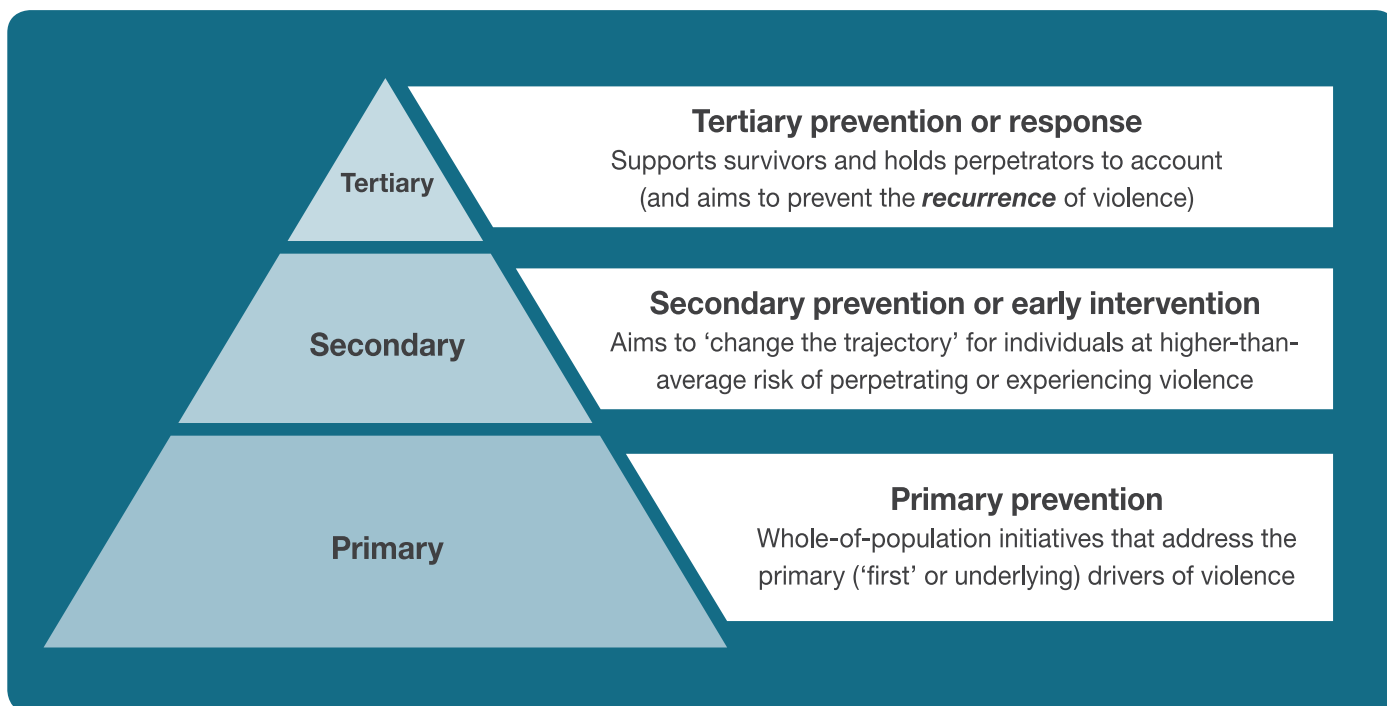 Tertiary
Tertiary prevention or response
Supports survivors and holds perpetrators to account
(and aims to prevent the recurrence of violence)
Secondary
Secondary prevention or early intervention
Aims to ‘change the trajectory’ for individuals at higher-than-
average risk of perpetrating or experiencing violence
Primary
Primary prevention
Whole-of-population initiatives that address the
primary (‘first’ or underlying) drivers of violence